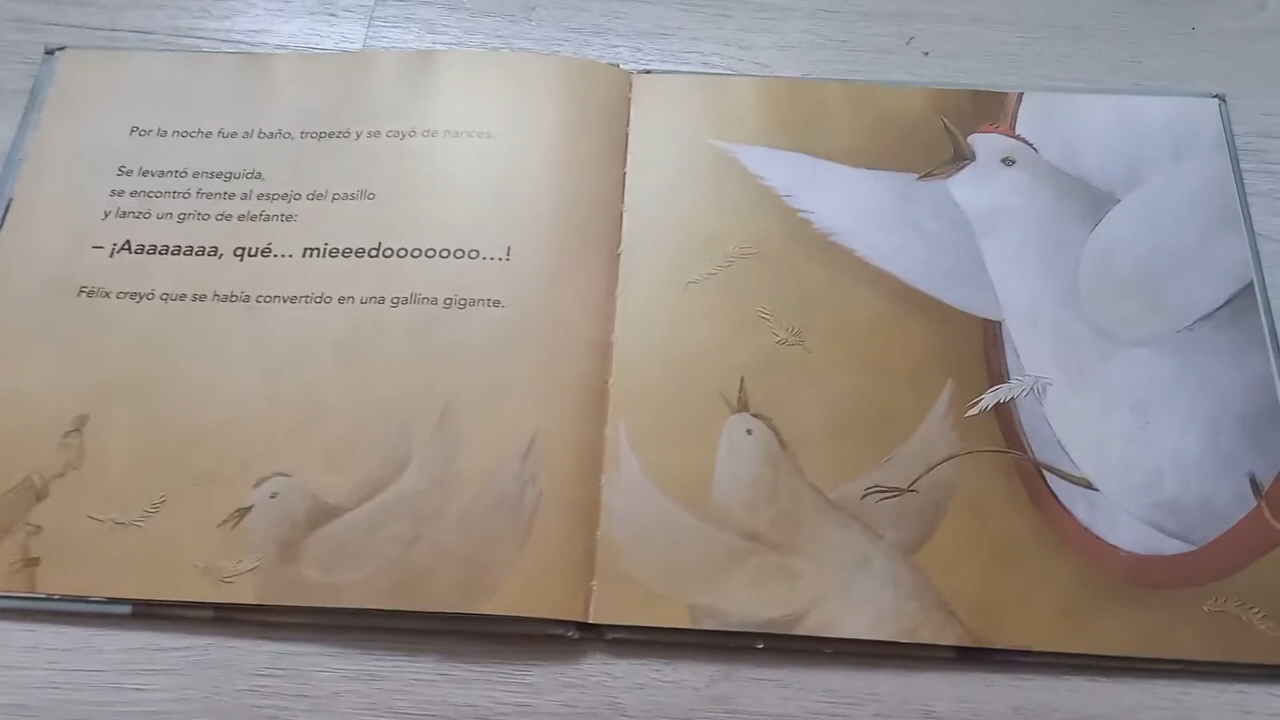 Por la noche fue al baño, tropezó y se cayó de narices.
Se levantó enseguida,
se encontró frente al espejo del pasillo
y lanzó un grito de elefante:
– ¡Aaaaaaaa, qué... mieeedooooooo...!
Félix creyó que se había convertido en una gallina gigante.